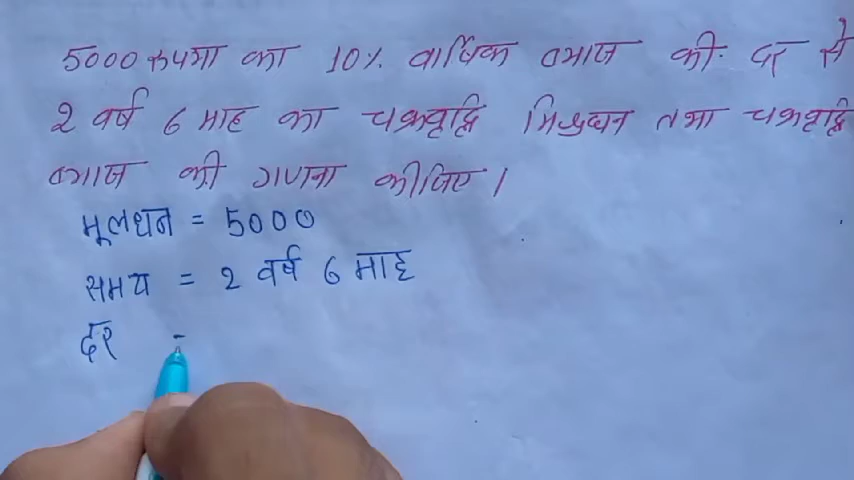 5000 रुपया का 10% वार्षिक ब्याज की दर से
2 वर्ष 6 माह का चक्रवृद्धि मिश्रधन तथा चक्रवृद्धि
ब्याज की गणना कीजिए।
मूलधन = 5000
समय = 2 वर्ष 6 माह
दर -